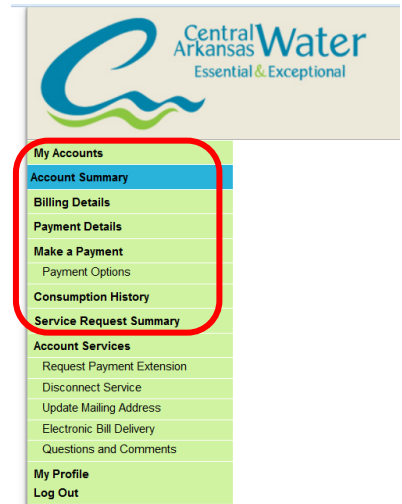 Central
Arkansas Water
Essential & Exceptional
My Accounts
Account Summary
Billing Details
Payment Details
Make a Payment
Payment Options
Consumption History
Service Request Summary
Account Services
Request Payment Extension
Disconnect Service
Update Mailing Address
Electronic Bill Delivery
Questions and Comments
My Profile
Log Out